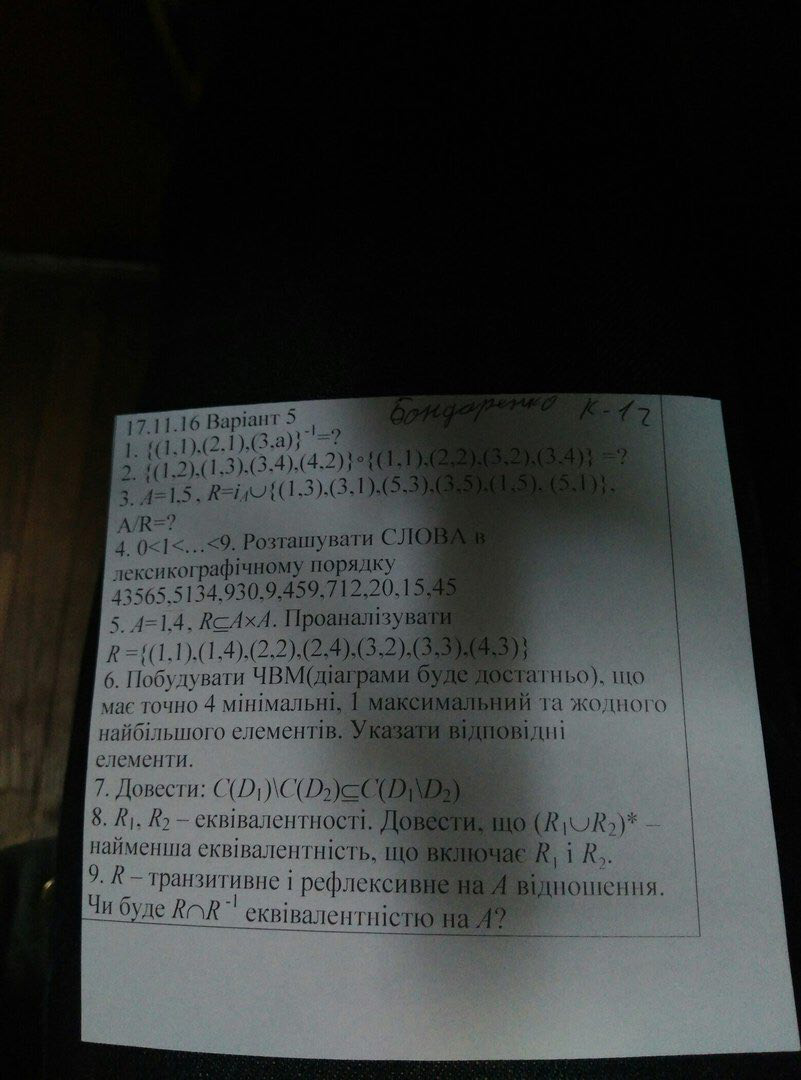 17.11.16 Варіант 5 Бондаренко К-12
1. {(1,1),(2,1),(3,a)}⁻¹=?
2. {(1,2),(1,3),(3,4),(4,2)}∘{(1,1),(2,2),(3,2),(3,4)} =?
3. A=1,5, R=i_A∪{(1,3),(3,1),(5,3),(3,5),(1,5), (5,1)},
A/R=?
4. 0<1<…<9. Розташувати СЛОВА в
лексикографічному порядку
43565,5134,930,9,459,712,20,15,45
5. A=1,4, R⊆A×A. Проаналізувати
R={(1,1),(1,4),(2,2),(2,4),(3,2),(3,3),(4,3)}
6. Побудувати ЧВМ(діаграми буде достатньо), що
має точно 4 мінімальні, 1 максимальний та жодного
найбільшого елементів. Указати відповідні
елементи.
7. Довести: C(D₁)\C(D₂)⊆C(D₁\D₂)
8. R₁, R₂ – еквівалентності. Довести, що (R₁∪R₂)* –
найменша еквівалентність, що включає R₁ і R₂.
9. R – транзитивне і рефлексивне на A відношення.
Чи буде R∩R⁻¹ еквівалентністю на A?